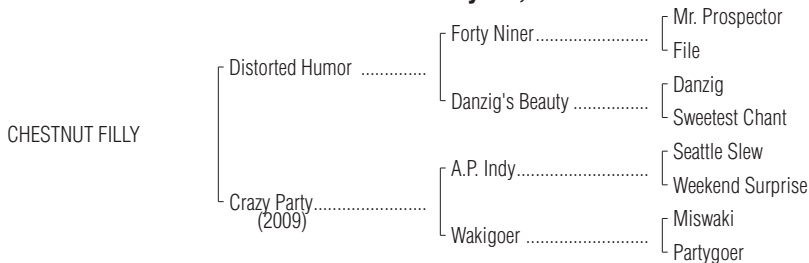 Mr. Prospector
Forty Niner
File
Distorted Humor
Danzig
Danzig's Beauty
Sweetest Chant
CHESTNUT FILLY
Seattle Slew
A.P. Indy
Weekend Surprise
Crazy Party
(2009)
Miswaki
Wakigoer
Partygoer